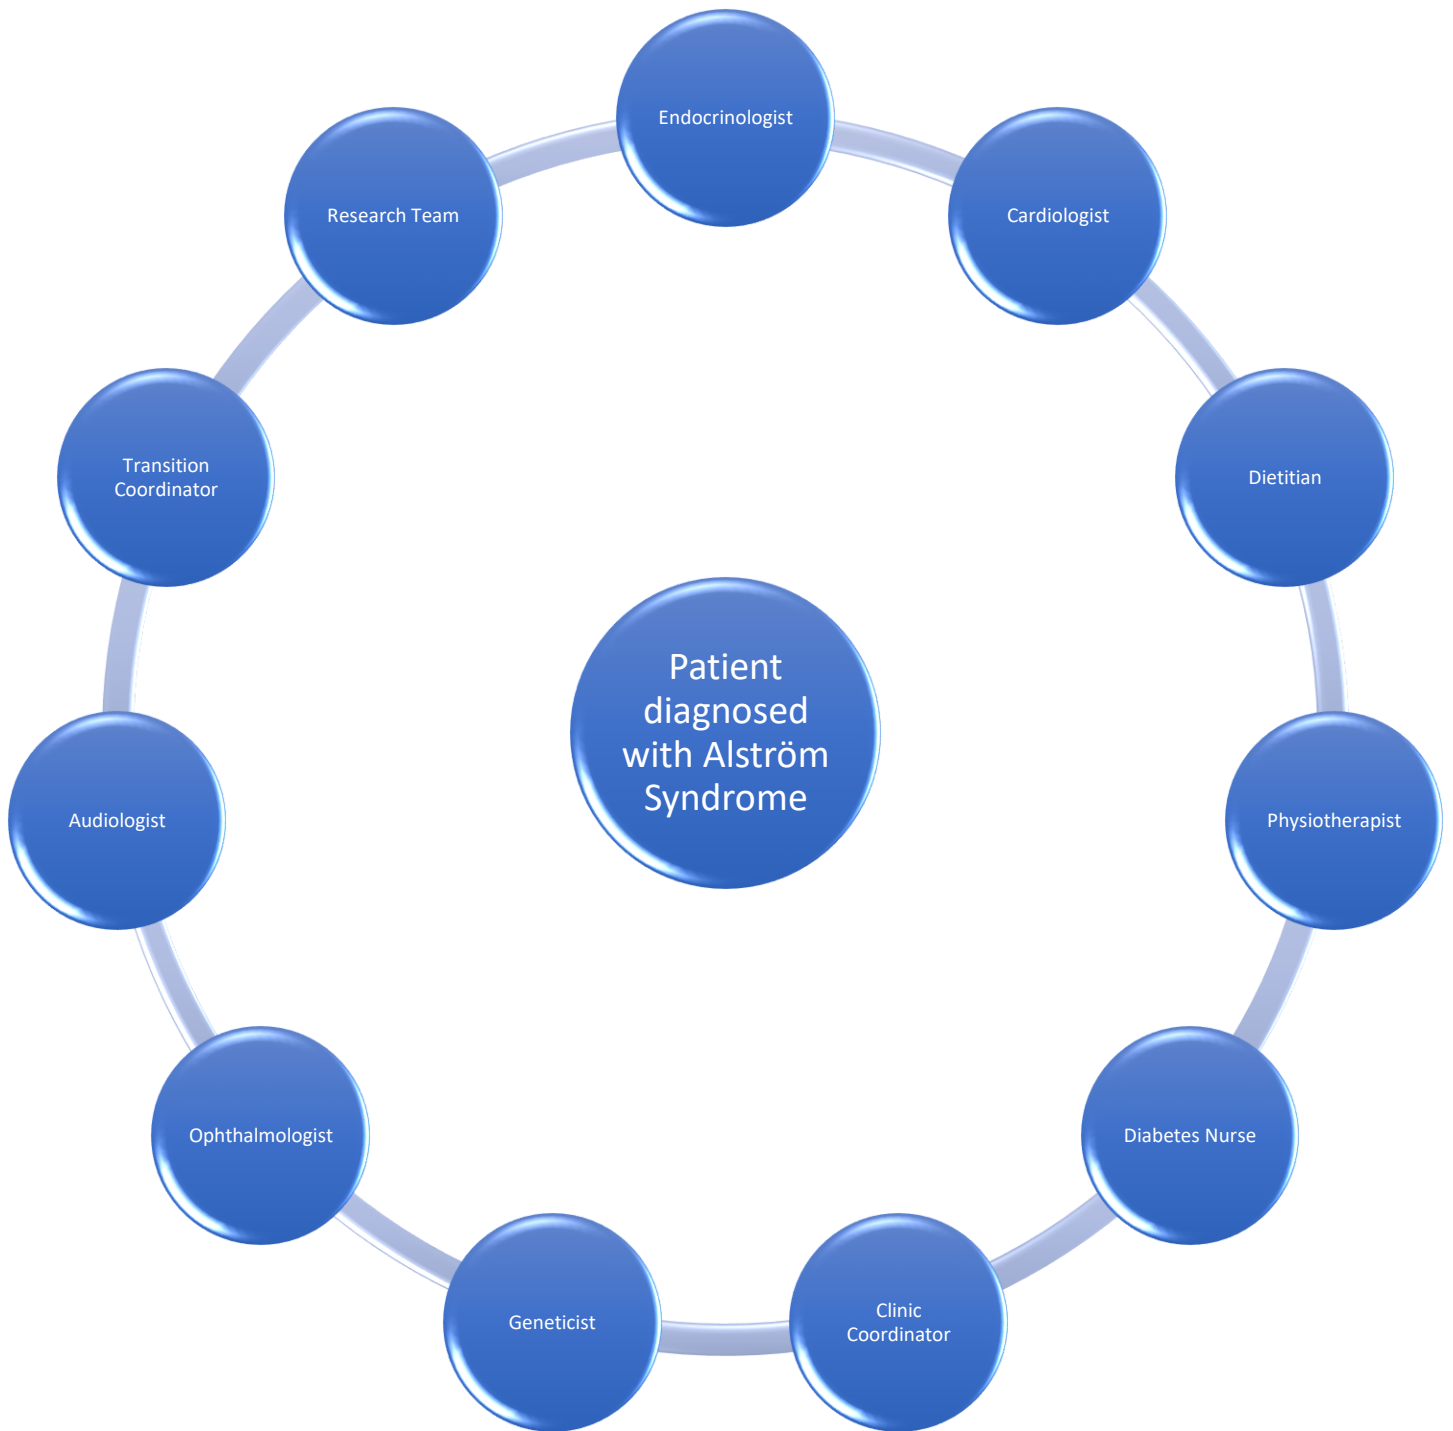 Endocrinologist
Cardiologist
Dietitian
Physiotherapist
Diabetes Nurse
Clinic
Coordinator
Geneticist
Ophthalmologist
Audiologist
Transition
Coordinator
Research Team
Patient
diagnosed
with Alström
Syndrome